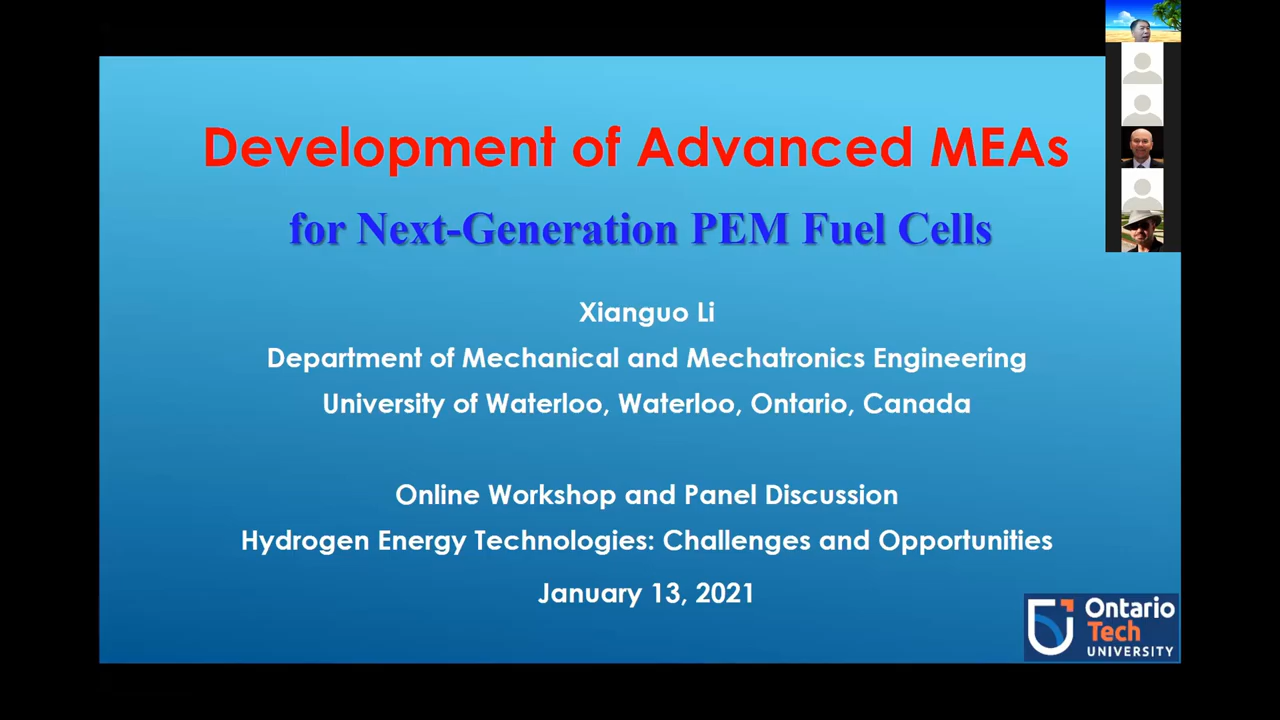 Development of Advanced MEAs
for Next-Generation PEM Fuel Cells
Xianguo Li
Department of Mechanical and Mechatronics Engineering
University of Waterloo, Waterloo, Ontario, Canada
Online Workshop and Panel Discussion
Hydrogen Energy Technologies: Challenges and Opportunities
January 13, 2021
Ontario
Tech
UNIVERSITY